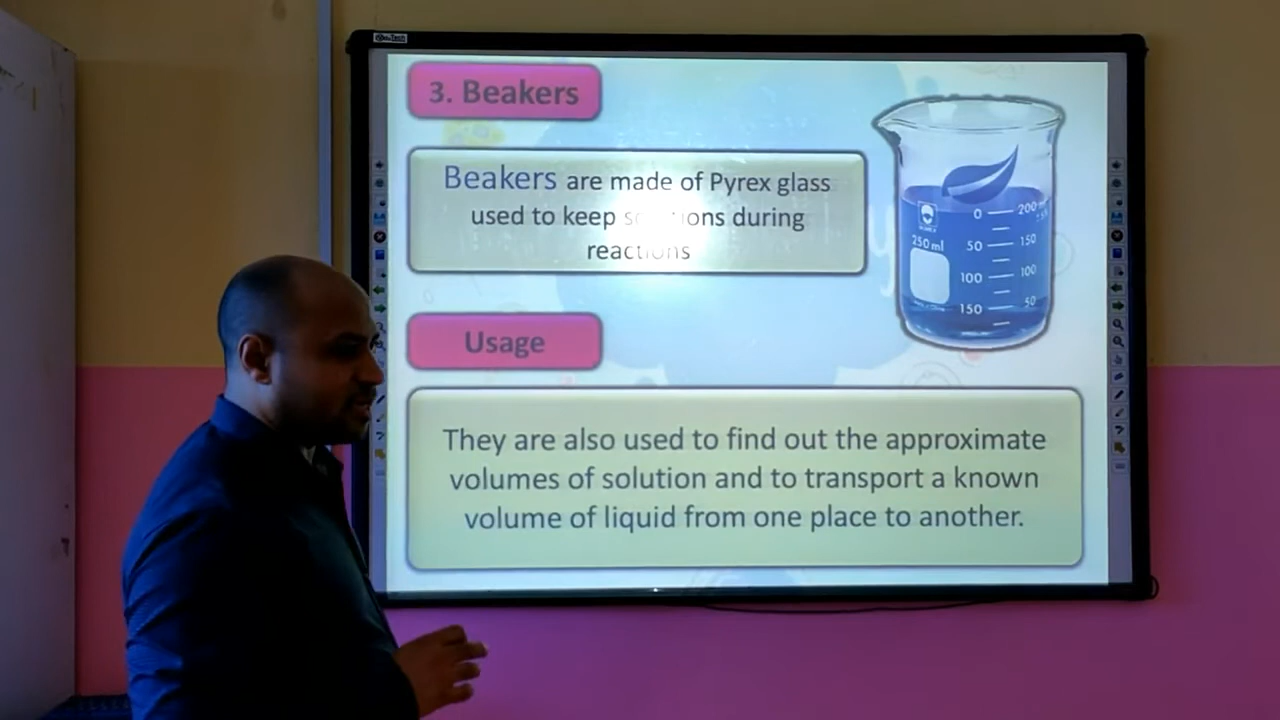 3. Beakers
Beakers are made of Pyrex glass
used to keep solutions during
reactions
Usage
They are also used to find out the approximate
volumes of solution and to transport a known
volume of liquid from one place to another.
250 ml
0 200
50 150
100 100
150 50